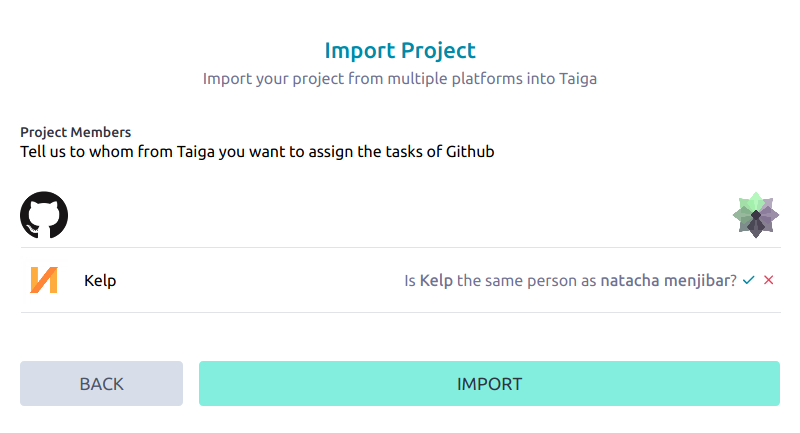 Import Project
Import your project from multiple platforms into Taiga
Project Members
Tell us to whom from Taiga you want to assign the tasks of Github
Kelp
Is Kelp the same person as natacha menjibar?
BACK
IMPORT